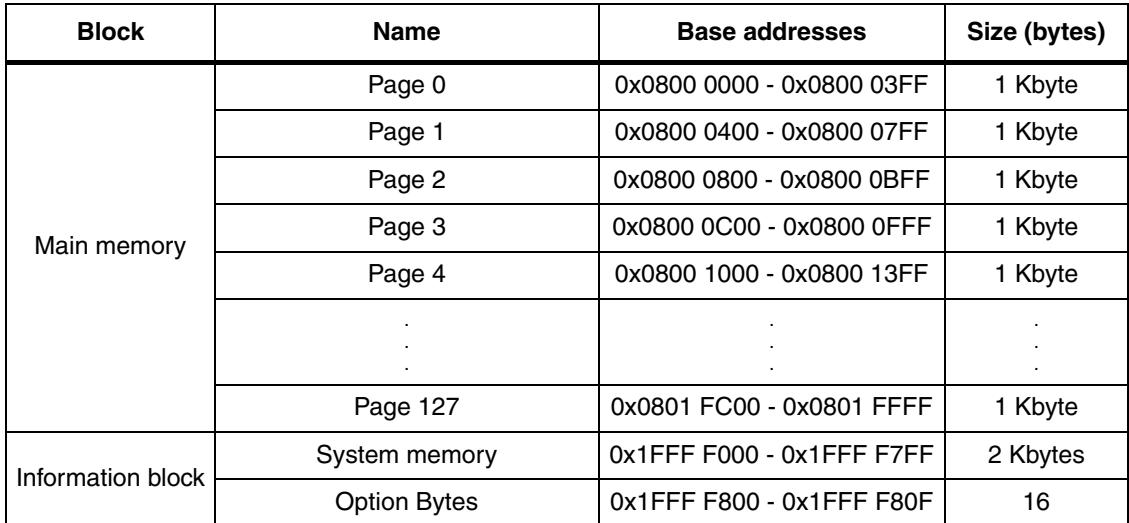 Block Name Base addresses Size (bytes)
Main memory
Page 0 0x0800 0000 - 0x0800 03FF 1 Kbyte
Page 1 0x0800 0400 - 0x0800 07FF 1 Kbyte
Page 2 0x0800 0800 - 0x0800 0BFF 1 Kbyte
Page 3 0x0800 0C00 - 0x0800 0FFF 1 Kbyte
Page 4 0x0800 1000 - 0x0800 13FF 1 Kbyte
. . .
. . .
. . .
Page 127 0x0801 FC00 - 0x0801 FFFF 1 Kbyte
Information block
System memory 0x1FFF F000 - 0x1FFF F7FF 2 Kbytes
Option Bytes 0x1FFF F800 - 0x1FFF F80F 16